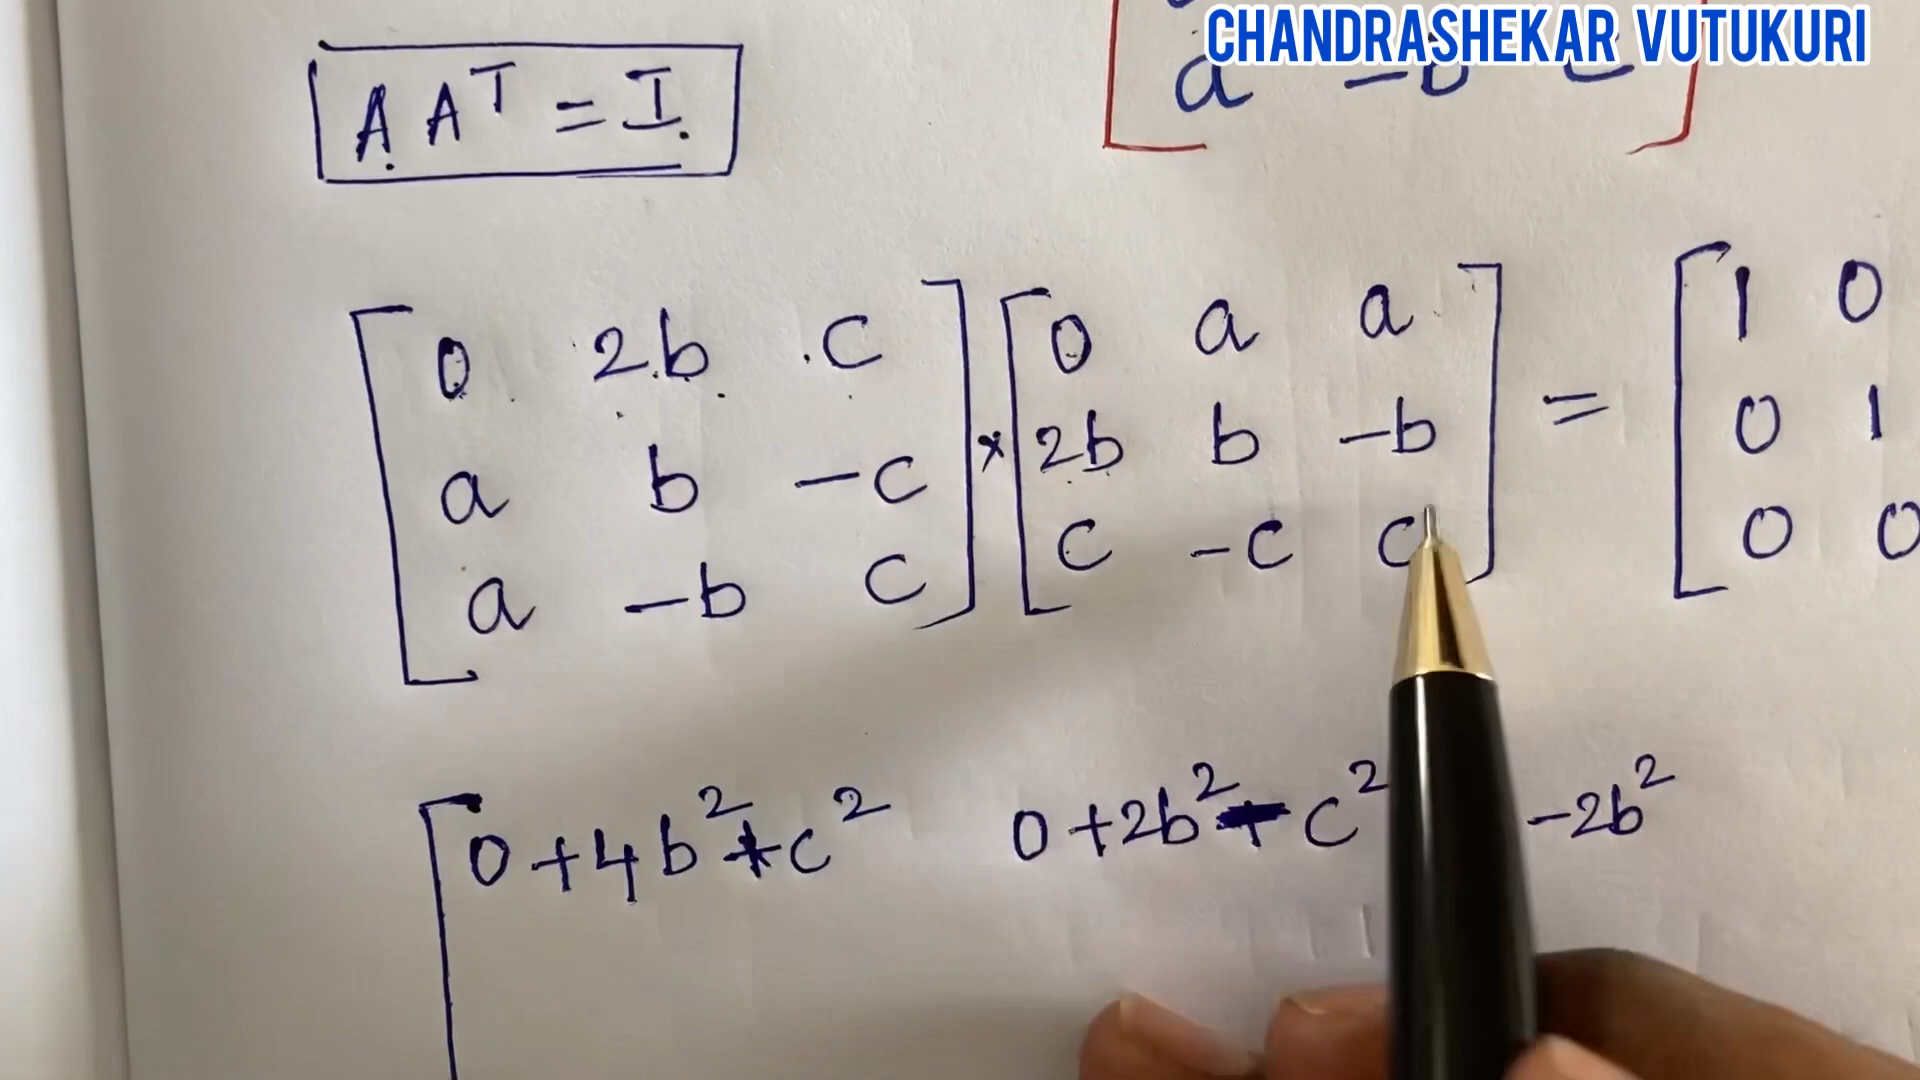 CHANDRASHEKAR VUTUKURI
a -b c
A A^T = I
[0 2b c] × [0 a a] = [1 0
[a b -c] [2b b -b] [0 1
[a -b c] [c -c c] [0 0
[0+4b²+c² 0+2b²-c² -2b²